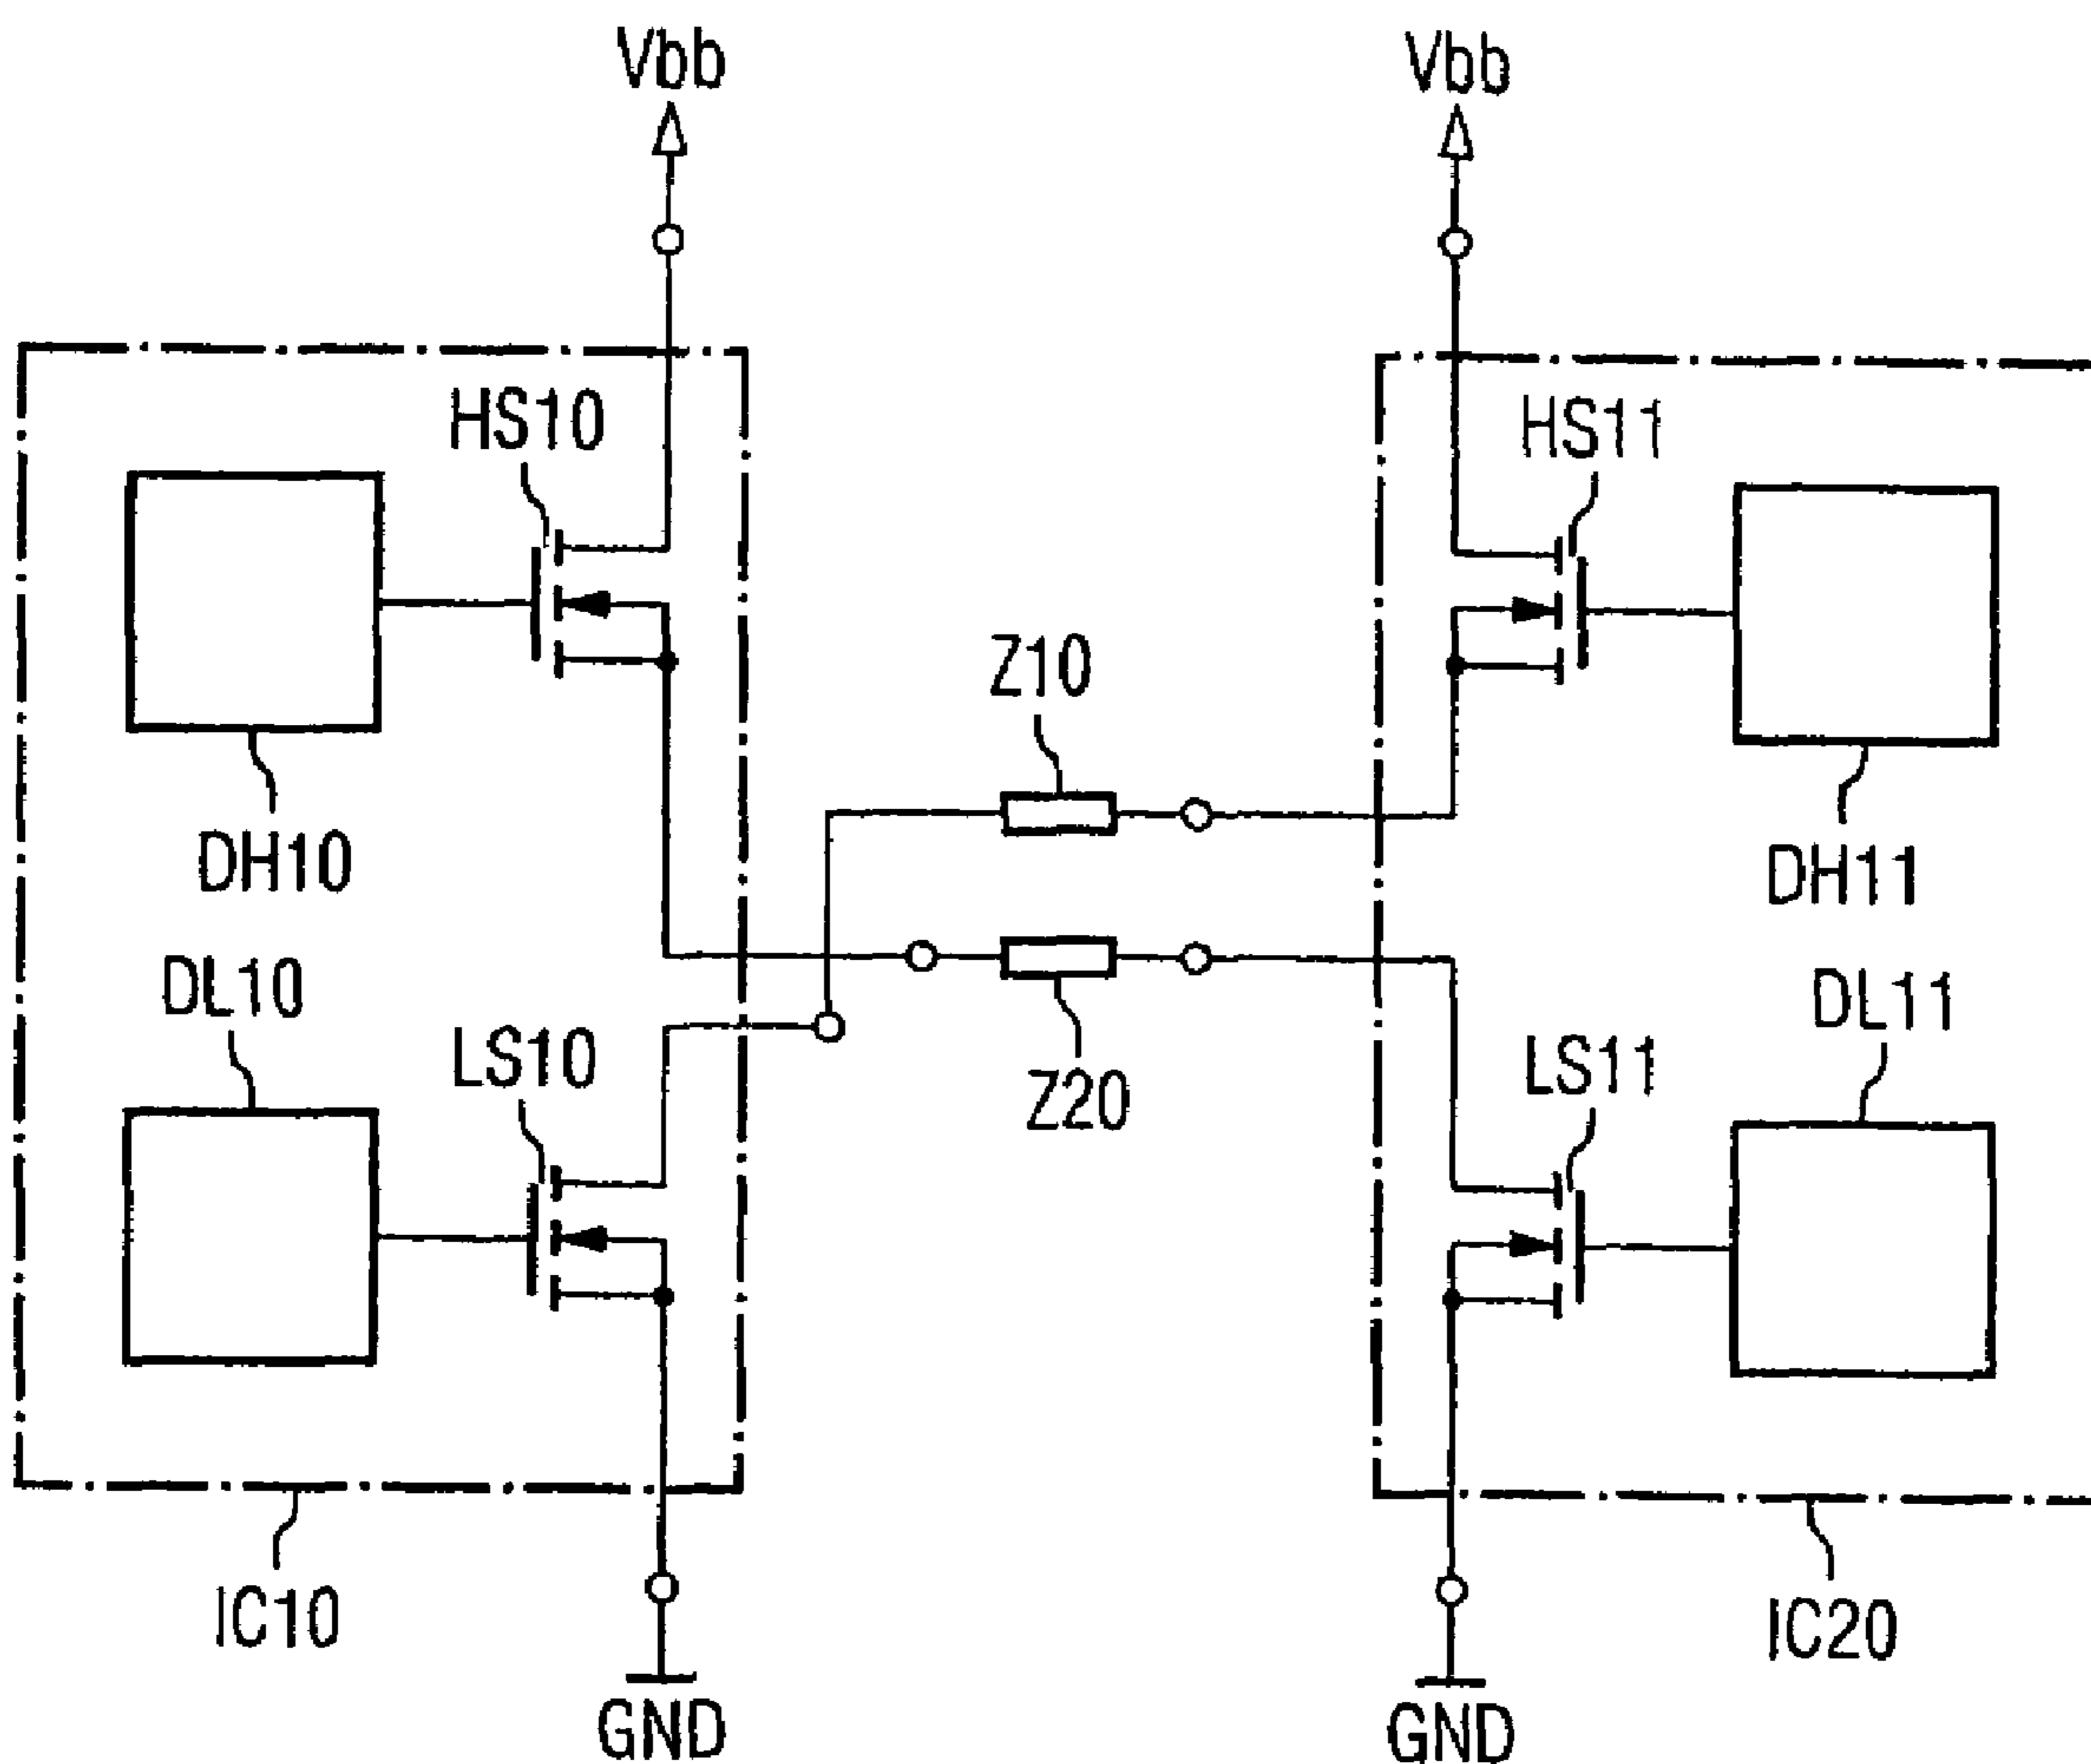 Vbb
Vbb
HS10
HS11
Z10
DH10
DH11
DL10
DL11
LS10
LS11
Z20
IC10
IC20
GND
GND